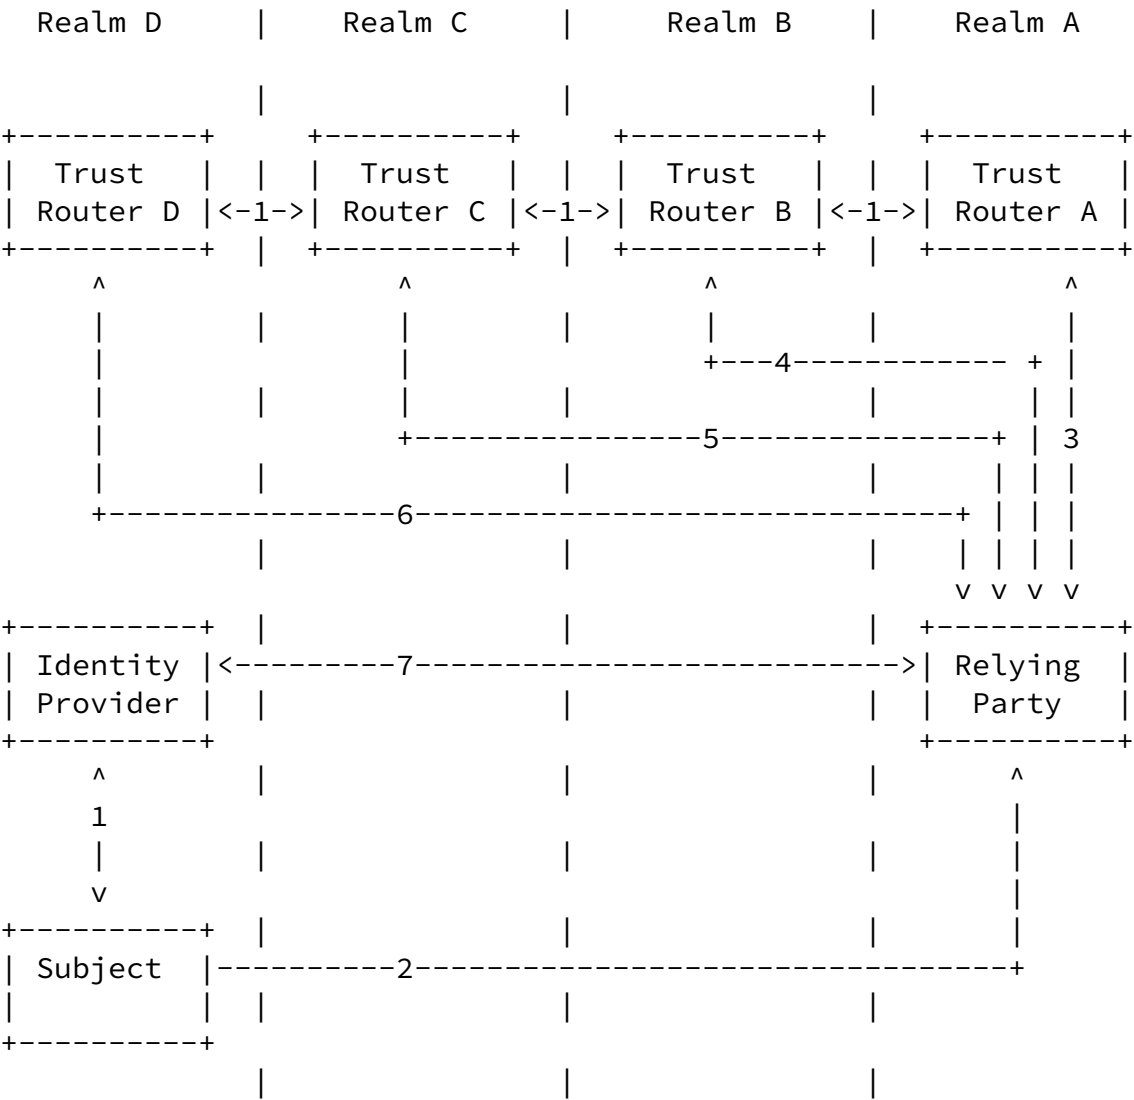 Realm D | Realm C | Realm B | Realm A
| | |
+----------+ +----------+ +----------+ +----------+
| Trust | | | Trust | | | Trust | | | Trust |
| Router D |<-1->| Router C |<-1->| Router B |<-1->| Router A |
+----------+ | +----------+ | +----------+ | +----------+
^ ^ ^ ^
| | | | | | |
| | +---4------------ + |
| | | | | | |
| +----------------5---------------+ | 3
| | | | | | |
+----------------6------------------------------+ | | |
| | | | | | |
v v v v
+----------+ | | | +----------+
| Identity |<---------7--------------------------->| Relying |
| Provider | | | | | Party |
+----------+ +----------+
^ | | | ^
1 |
| | | | |
v |
+----------+ | | | |
| Subject |----------2---------------------------------+
| | | | |
+----------+
| | |